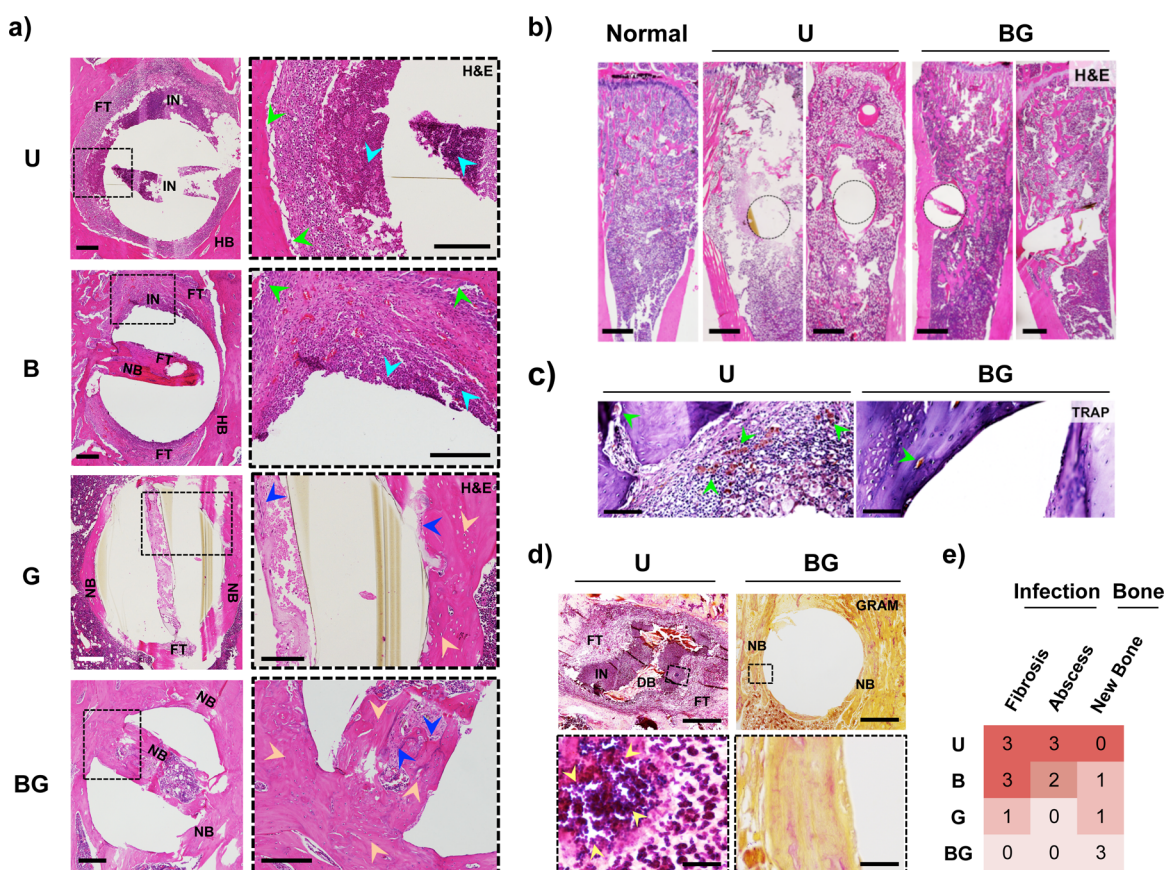 a)
U
FT
IN
IN
HB
H&E
B
FT
IN
FT
NB
HB
FT
G
NB
NB
FT
H&E
BG
NB
NB
NB
b)
Normal
U
BG
H&E
*
c)
U
BG
TRAP
d)
U
BG
FT
IN
DB
FT
GRAM
NB
NB
e)
Infection
Bone
Fibrosis
Abscess
New Bone
U 3 3 0
B 3 2 1
G 1 0 1
BG 0 0 3